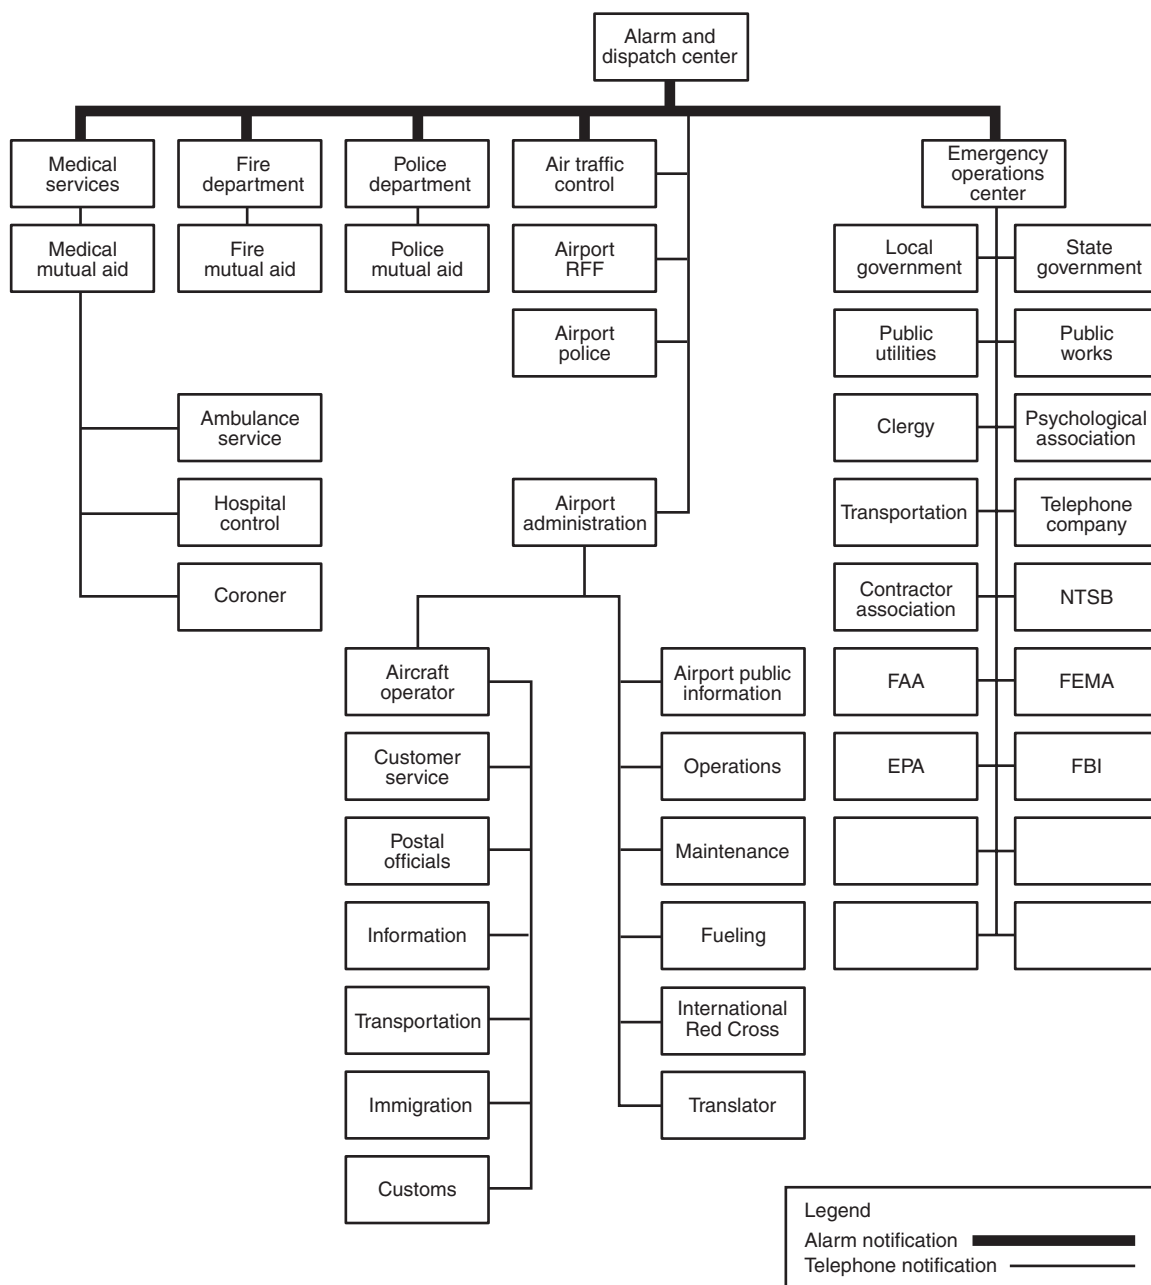 Alarm and
dispatch center
Medical
services
Fire
department
Police
department
Air traffic
control
Emergency
operations
center
Medical
mutual aid
Fire
mutual aid
Police
mutual aid
Airport
RFF
Airport
police
Local
government
State
government
Public
utilities
Public
works
Clergy
Psychological
association
Transportation
Telephone
company
Contractor
association
NTSB
FAA
FEMA
EPA
FBI
Ambulance
service
Hospital
control
Coroner
Airport
administration
Aircraft
operator
Customer
service
Postal
officials
Information
Transportation
Immigration
Customs
Airport public
information
Operations
Maintenance
Fueling
International
Red Cross
Translator
Legend
Alarm notification
Telephone notification